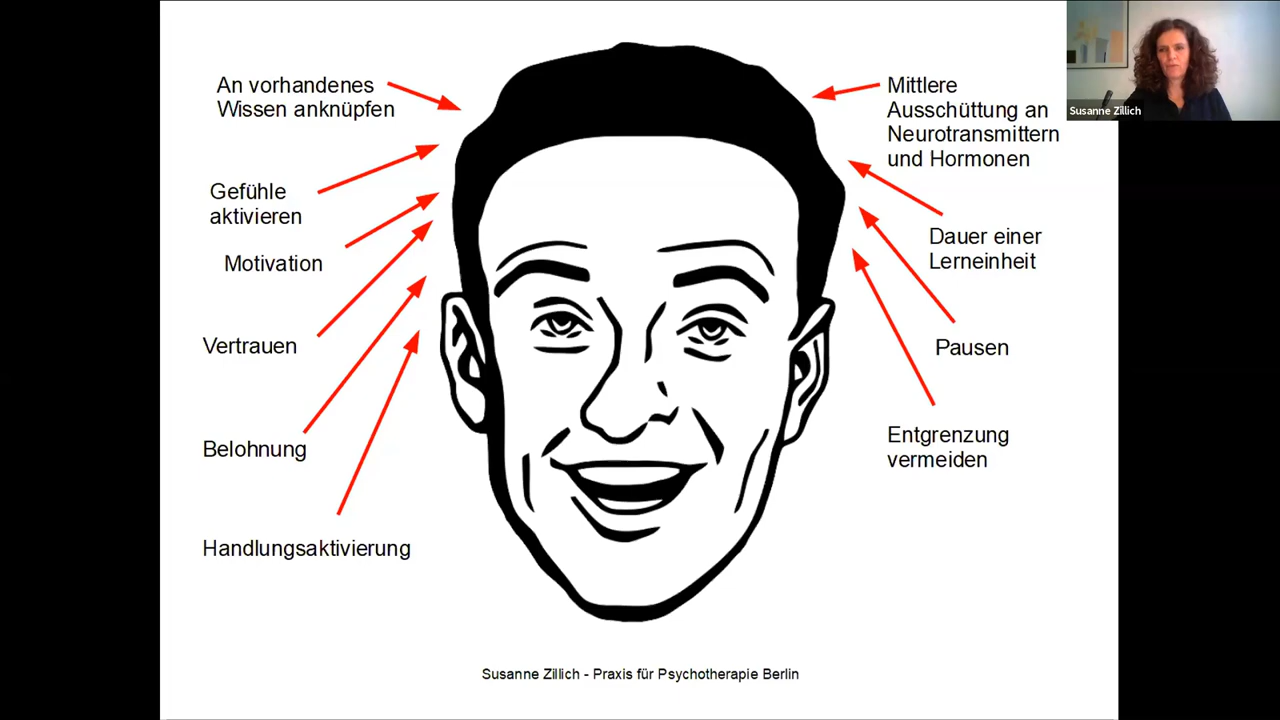 An vorhandenes
Wissen anknüpfen
Gefühle
aktivieren
Motivation
Vertrauen
Belohnung
Handlungsaktivierung
Mittlere
Ausschüttung an
Neurotransmittern
und Hormonen
Dauer einer
Lerneinheit
Pausen
Entgrenzung
vermeiden
Susanne Zillich
Susanne Zillich - Praxis für Psychotherapie Berlin